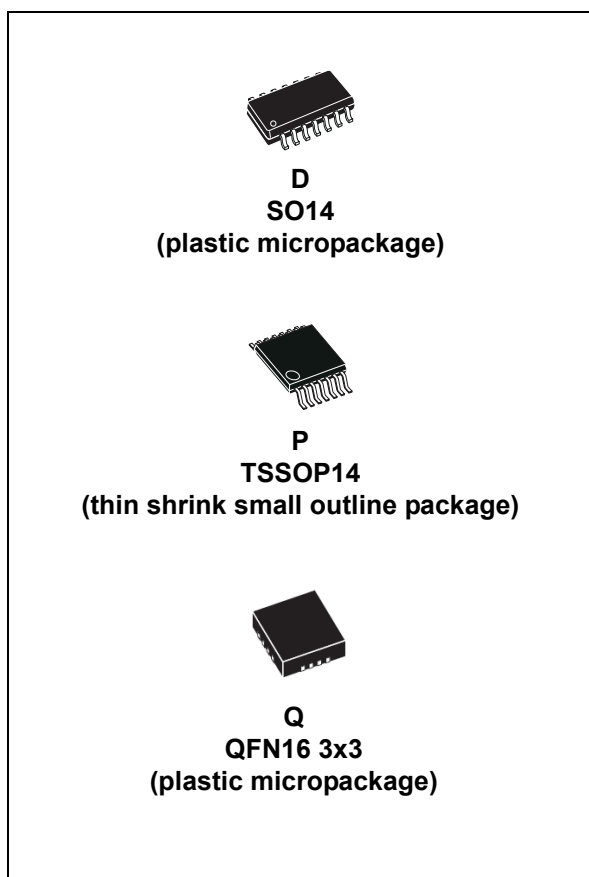 D
SO14
(plastic micropackage)
P
TSSOP14
(thin shrink small outline package)
Q
QFN16 3x3
(plastic micropackage)